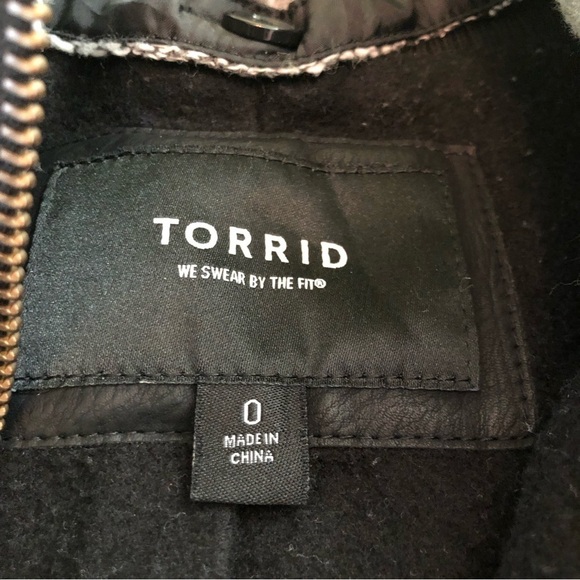 TORRID
WE SWEAR BY THE FIT®
0
MADE IN
CHINA